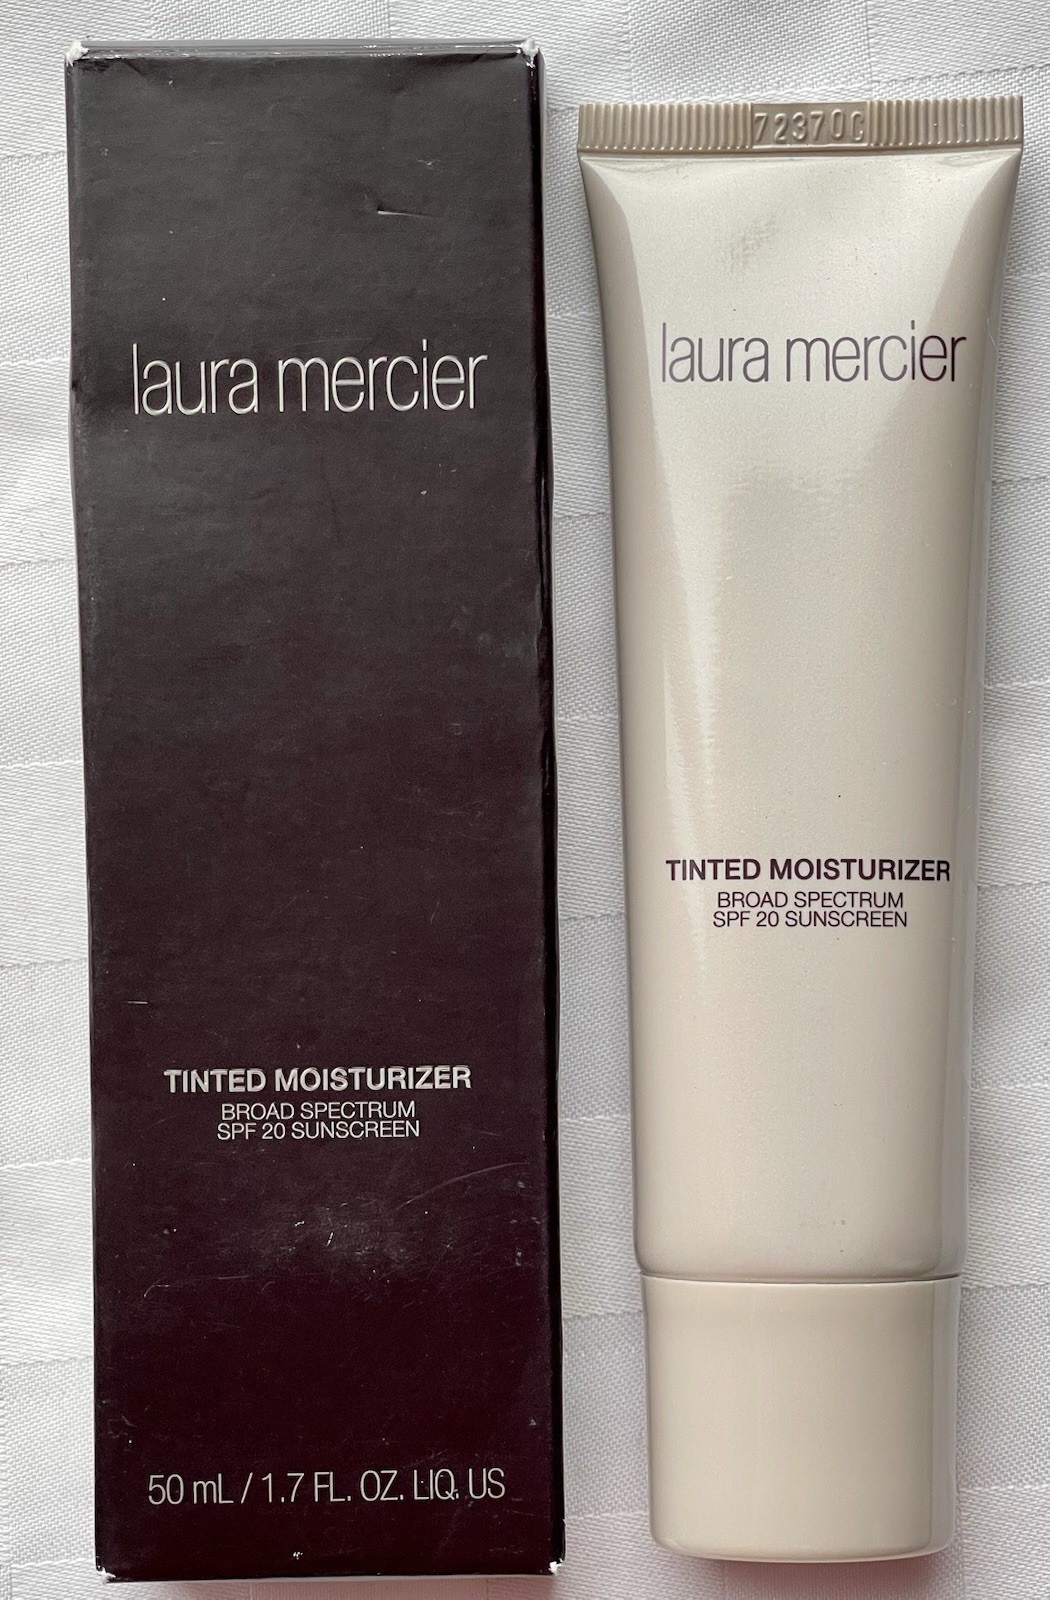 laura mercier
TINTED MOISTURIZER
BROAD SPECTRUM
SPF 20 SUNSCREEN
50 mL / 1.7 FL. OZ. LIQ. US
72370C
laura mercier
TINTED MOISTURIZER
BROAD SPECTRUM
SPF 20 SUNSCREEN